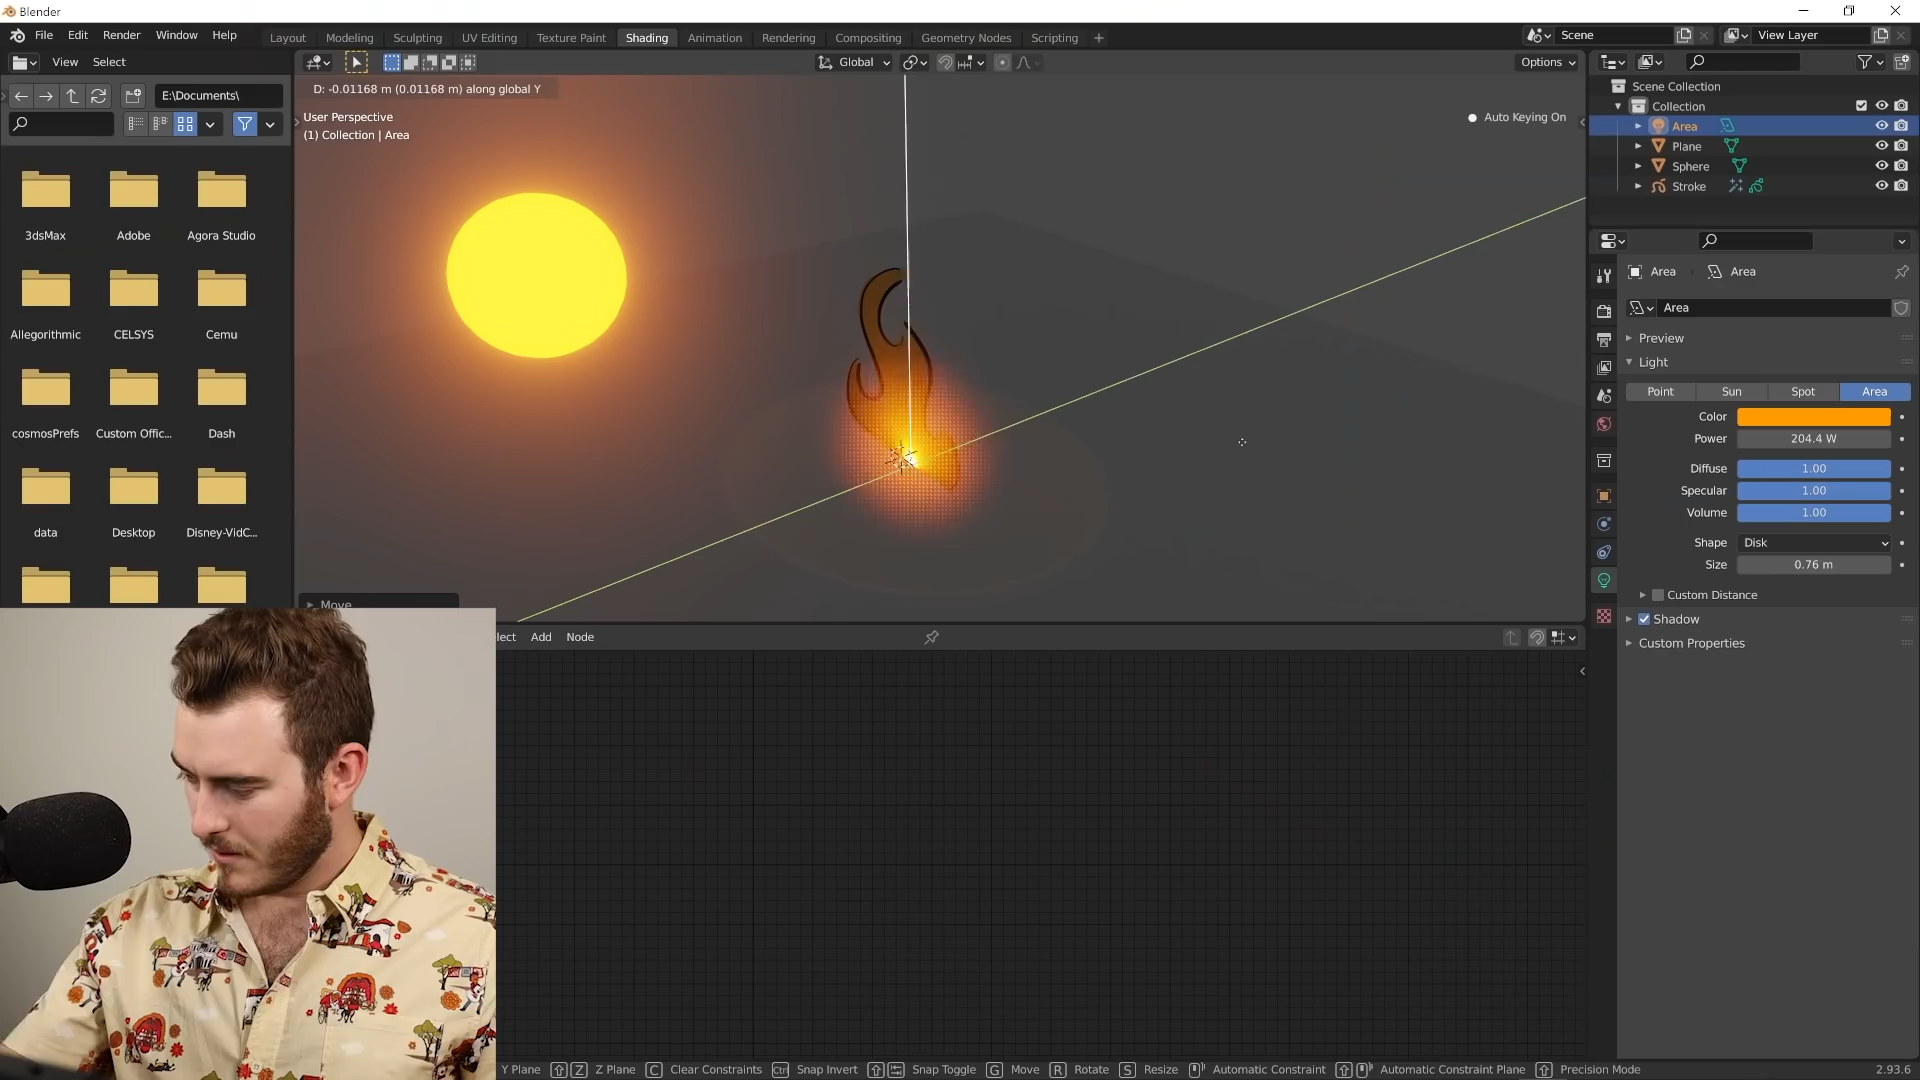 Blender
File Edit Render Window Help
Layout Modeling Sculpting UV Editing Texture Paint Shading Animation Rendering Compositing Geometry Nodes Scripting +
Scene
View Layer
View Select
Global
Options
E:\Documents\
D: -0.01168 m (0.01168 m) along global Y
User Perspective
(1) Collection | Area
Auto Keying On
3dsMax Adobe Agora Studio
Allegorithmic CELSYS Cemu
cosmosPrefs Custom Offic... Dash
data Desktop Disney-VidC...
Move
lect Add Node
Scene Collection
Collection
Area
Plane
Sphere
Stroke
Area Area
Area
Preview
Light
Point Sun Spot Area
Color
Power 204.4 W
Diffuse 1.00
Specular 1.00
Volume 1.00
Shape Disk
Size 0.76 m
Custom Distance
Shadow
Custom Properties
Y Plane Z Z Plane C Clear Constraints Ctrl Snap Invert Snap Toggle G Move R Rotate S Resize Automatic Constraint Automatic Constraint Plane Precision Mode 2.93.6